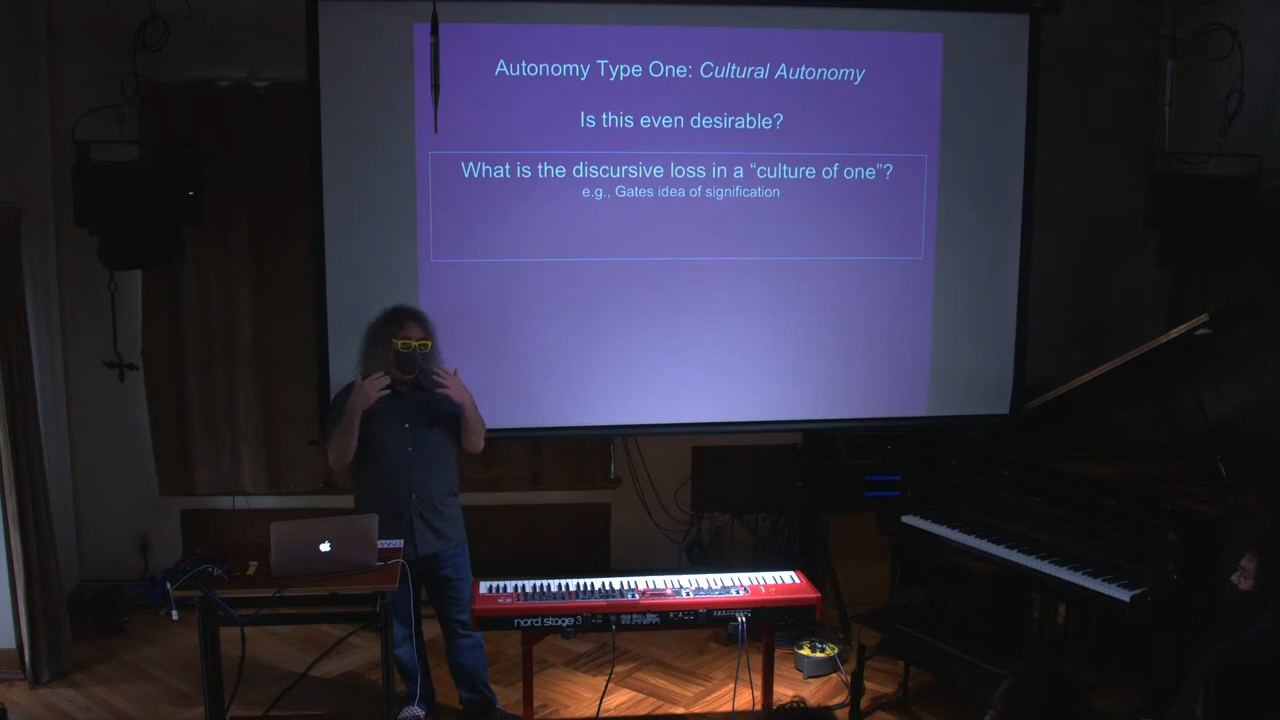 Autonomy Type One: Cultural Autonomy
Is this even desirable?
What is the discursive loss in a “culture of one”?
e.g., Gates idea of signification
nord stage 3